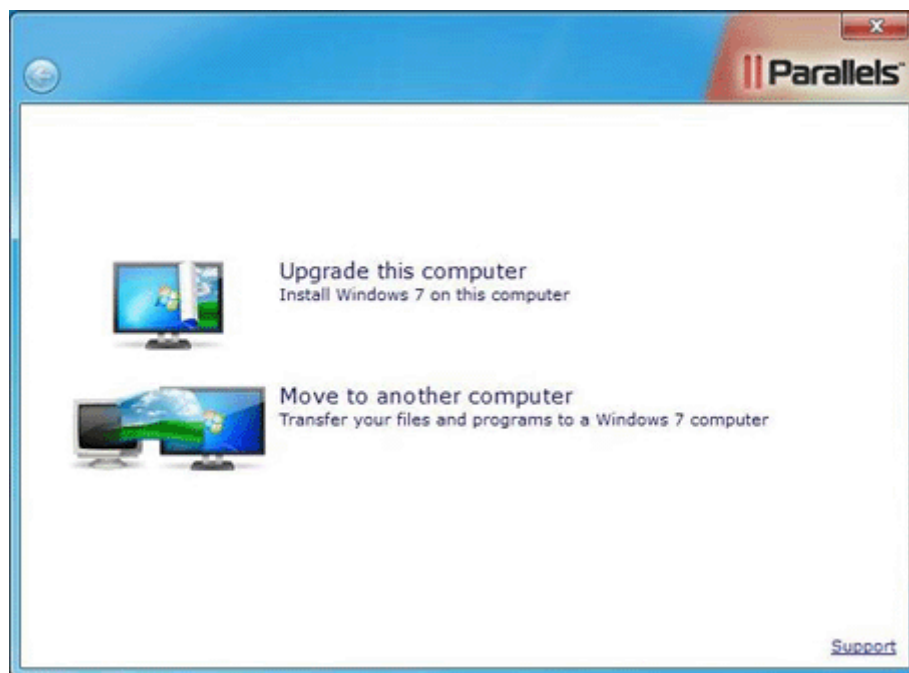 Parallels
Upgrade this computer
Install Windows 7 on this computer
Move to another computer
Transfer your files and programs to a Windows 7 computer
Support